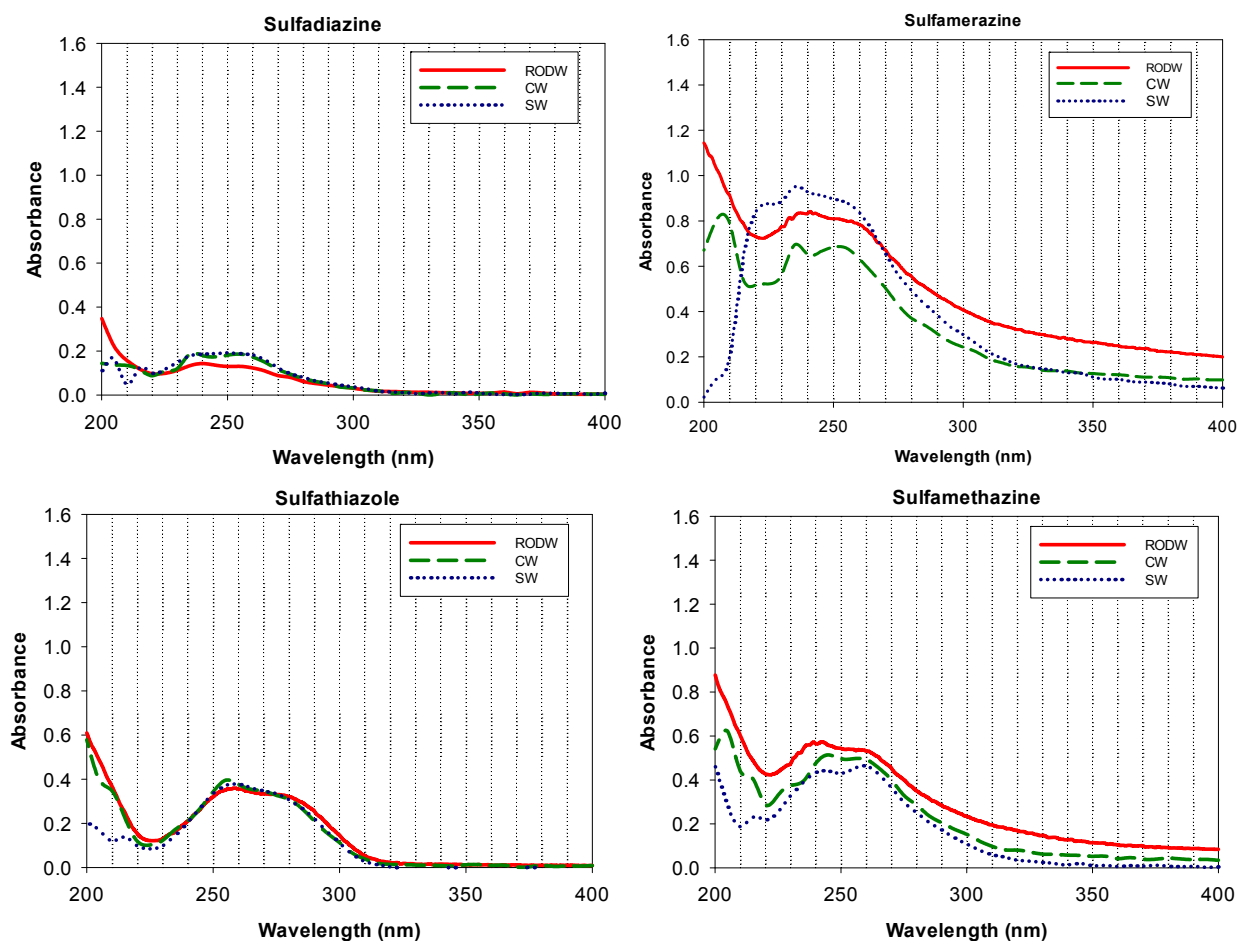 Sulfadiazine
1.6
1.4
1.2
1.0
0.8
0.6
0.4
0.2
0.0
Absorbance
RODW
CW
SW
200 250 300 350 400
Wavelength (nm)
Sulfamerazine
1.6
1.4
1.2
1.0
0.8
0.6
0.4
0.2
0.0
Absorbance
RODW
CW
SW
200 250 300 350 400
Wavelength (nm)
Sulfathiazole
1.6
1.4
1.2
1.0
0.8
0.6
0.4
0.2
0.0
Absorbance
RODW
CW
SW
200 250 300 350 400
Wavelength (nm)
Sulfamethazine
1.6
1.4
1.2
1.0
0.8
0.6
0.4
0.2
0.0
Absorbance
RODW
CW
SW
200 250 300 350 400
Wavelength (nm)